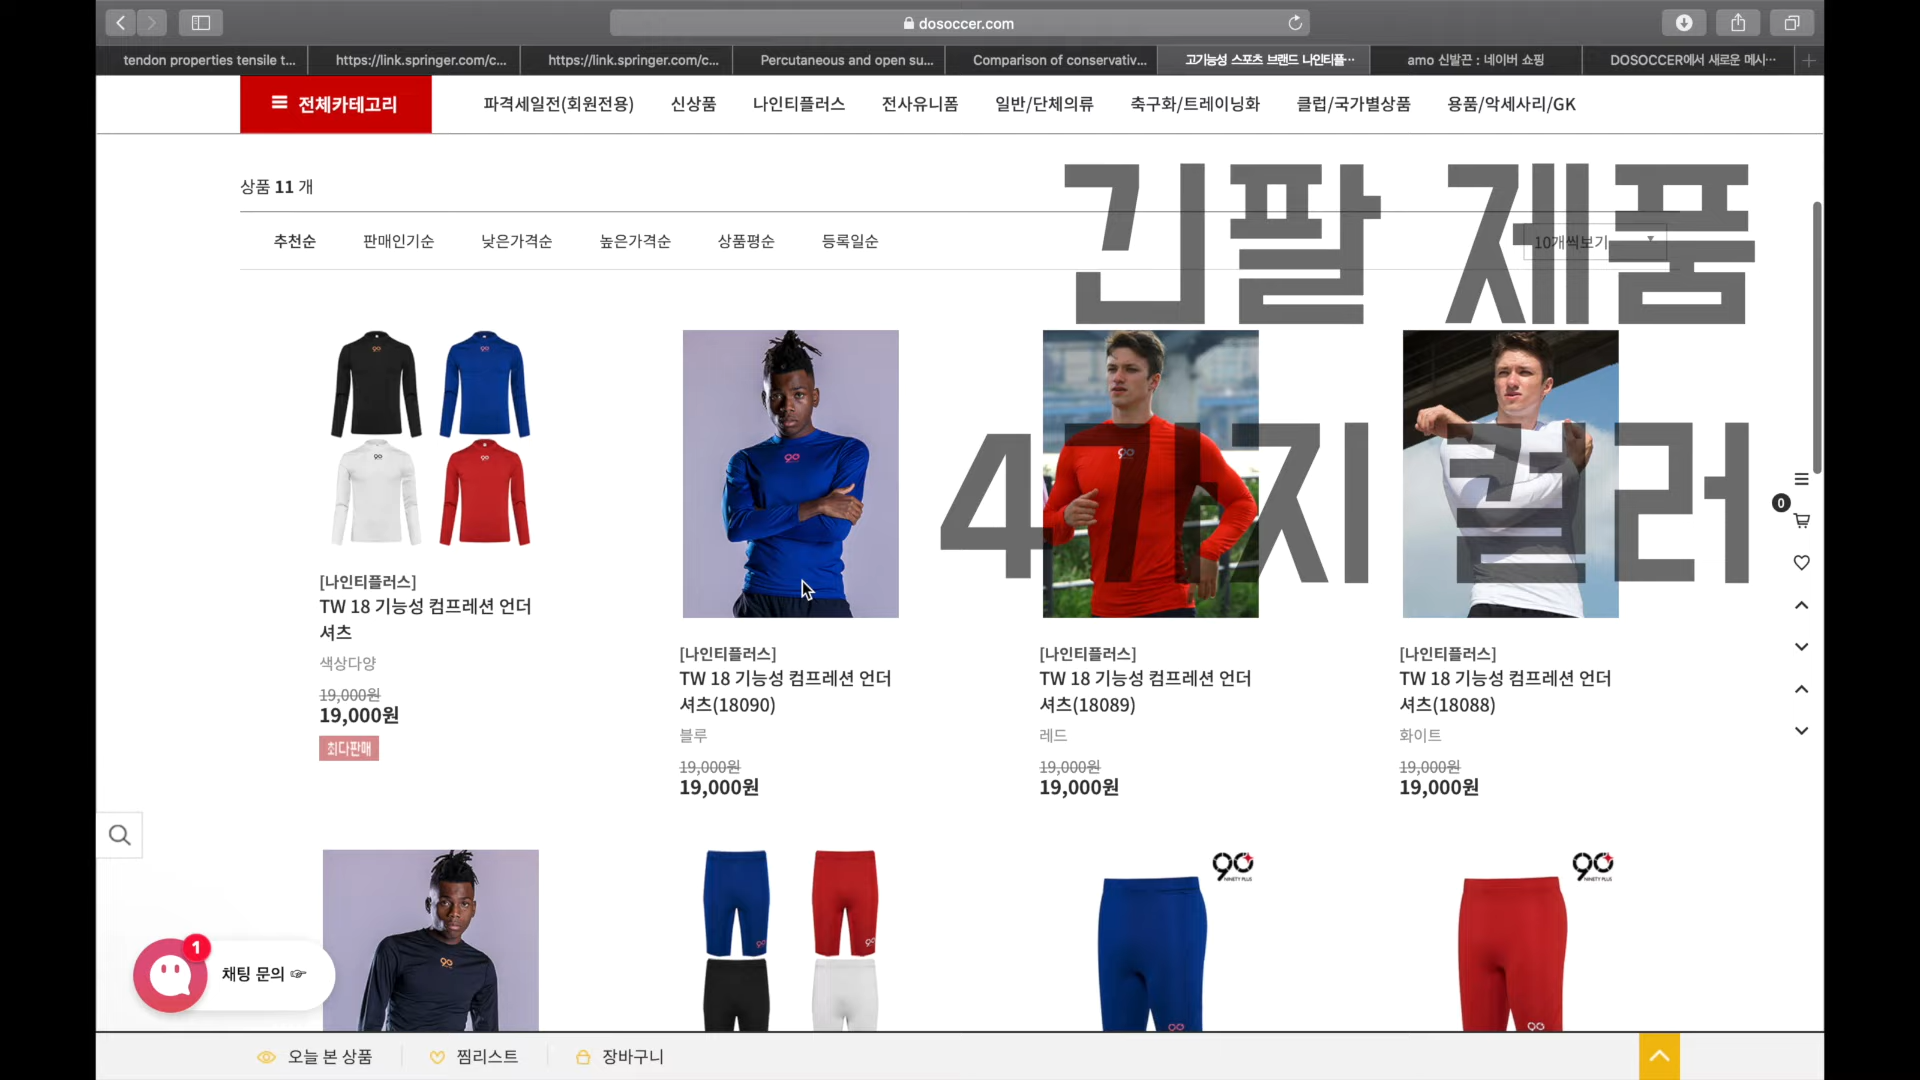 dosoccer.com
tendon properties tensile t...
https://link.springer.com/c...
https://link.springer.com/c...
Percutaneous and open su...
Comparison of conservativ...
고기능성 스포츠 브랜드 나인티플...
amo 신발끈 : 네이버 쇼핑
DOSOCCER에서 새로운 메시...
전체카테고리
파격세일전(회원전용)
신상품
나인티플러스
전사유니폼
일반/단체의류
축구화/트레이닝화
클럽/국가별상품
용품/악세사리/GK
긴팔 제품
4가지 컬러
상품 11 개
추천순
판매인기순
낮은가격순
높은가격순
상품평순
등록일순
10개씩보기
[나인티플러스]
TW 18 기능성 컴프레션 언더
셔츠
색상다양
19,000원
19,000원
최다판매
[나인티플러스]
TW 18 기능성 컴프레션 언더
셔츠(18090)
블루
19,000원
19,000원
[나인티플러스]
TW 18 기능성 컴프레션 언더
셔츠(18089)
레드
19,000원
19,000원
[나인티플러스]
TW 18 기능성 컴프레션 언더
셔츠(18088)
화이트
19,000원
19,000원
0
90
NINETY PLUS
90
NINETY PLUS
1
채팅 문의 👉
오늘 본 상품
찜리스트
장바구니